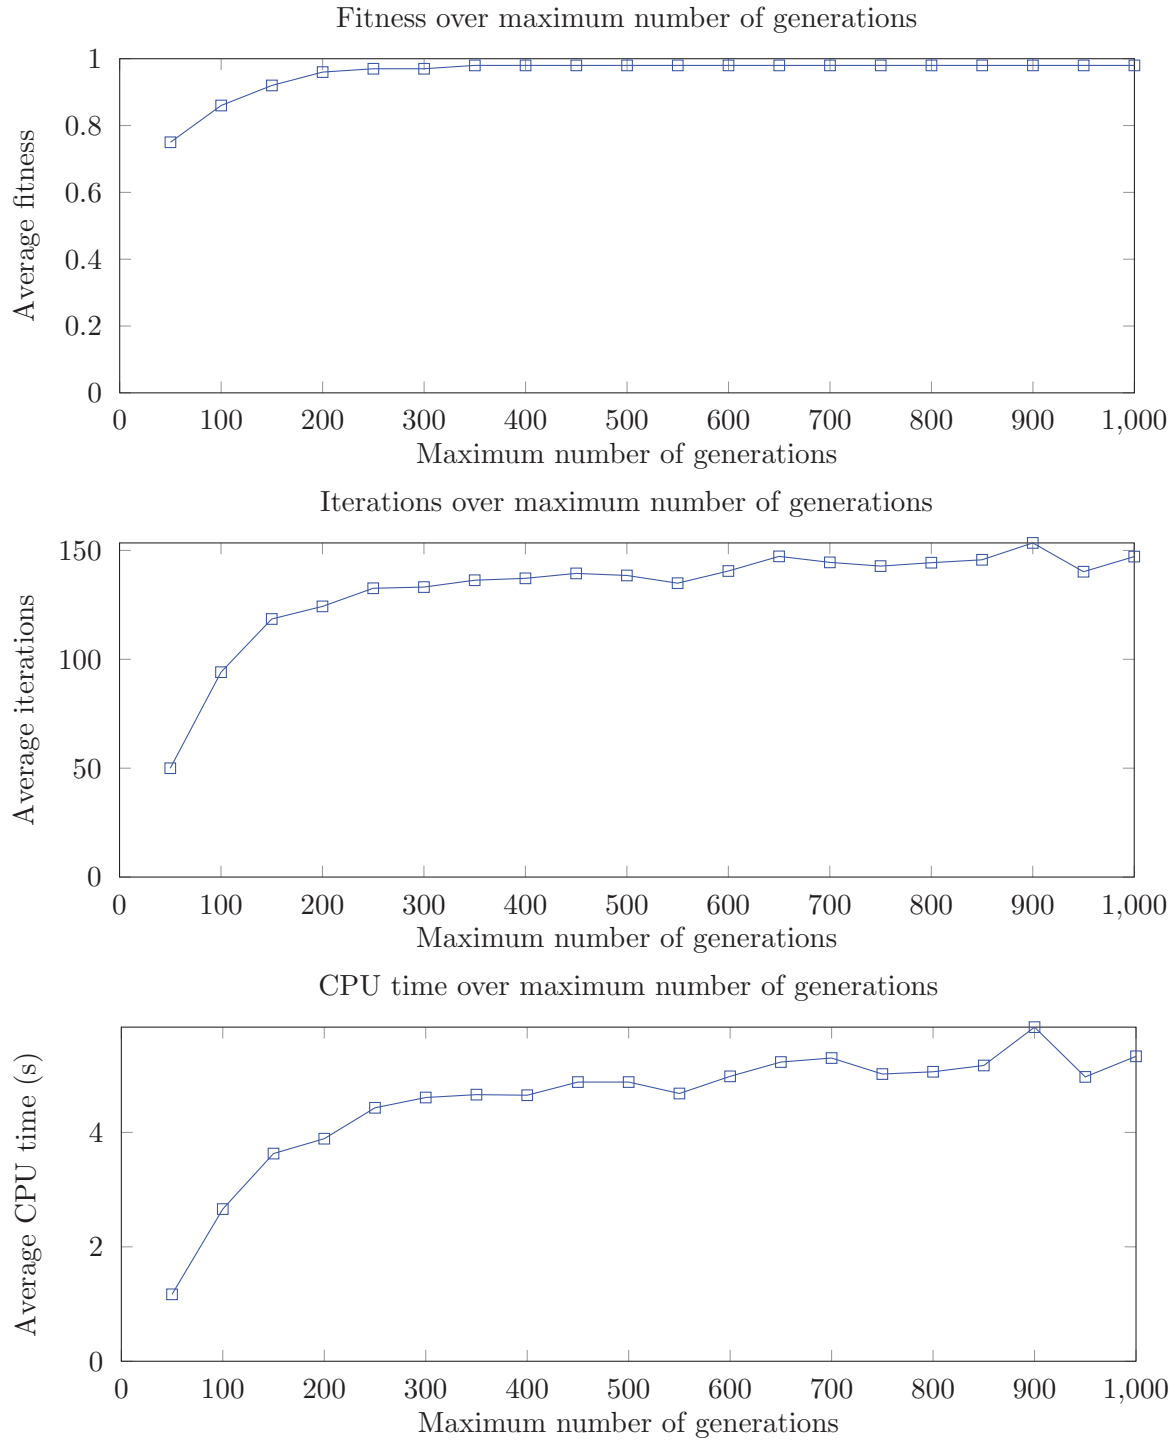 Fitness over maximum number of generations
1
0.8
0.6
0.4
0.2
0
Average fitness
0 100 200 300 400 500 600 700 800 900 1,000
Maximum number of generations
Iterations over maximum number of generations
150
100
50
0
Average iterations
0 100 200 300 400 500 600 700 800 900 1,000
Maximum number of generations
CPU time over maximum number of generations
4
2
0
Average CPU time (s)
0 100 200 300 400 500 600 700 800 900 1,000
Maximum number of generations